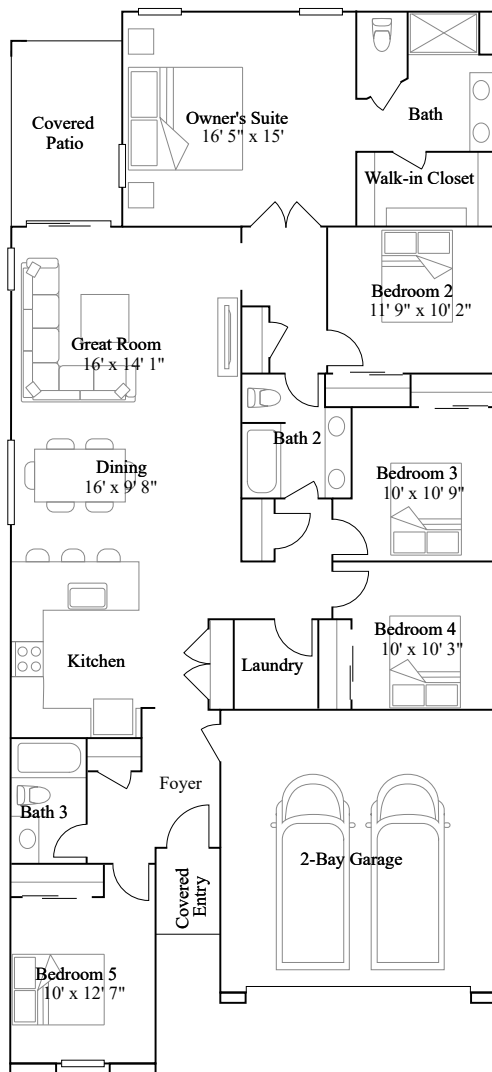 Owner's Suite
16' 5" x 15'
Bath
Covered
Patio
Walk-in Closet
Bedroom 2
11' 9" x 10' 2"
Great Room
16' x 14' 1"
Bath 2
Dining
16' x 9' 8"
Bedroom 3
10' x 10' 9"
Bedroom 4
10' x 10' 3"
Kitchen
Laundry
Foyer
Bath 3
2-Bay Garage
Covered
Entry
Bedroom 5
10' x 12' 7"